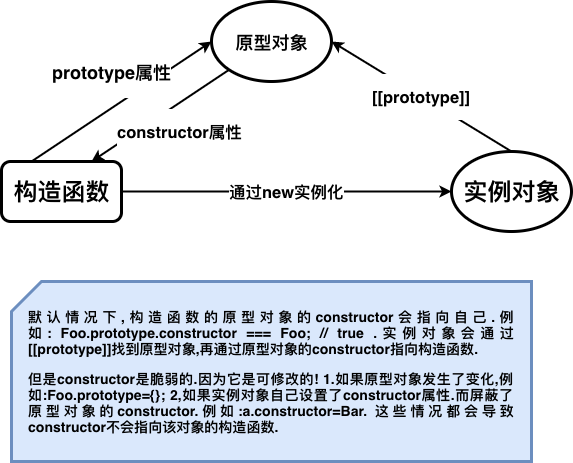 原型对象
prototype属性
[[prototype]]
constructor属性
构造函数
通过new实例化
实例对象
默认情况下,构造函数的原型对象的constructor会指向自己.例
如: Foo.prototype.constructor === Foo; // true .实例对象会通过
[[prototype]]找到原型对象,再通过原型对象的constructor指向构造函数.
但是constructor是脆弱的.因为它是可修改的! 1.如果原型对象发生了变化,例
如:Foo.prototype={}; 2,如果实例对象自己设置了constructor属性.而屏蔽了
原型对象的constructor.例如:a.constructor=Bar. 这些情况都会导致
constructor不会指向该对象的构造函数.